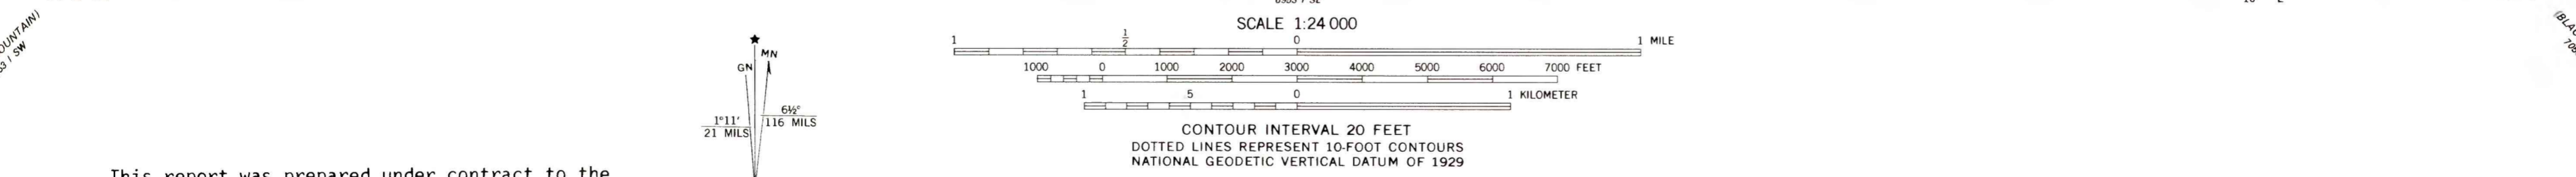 OUNTAIN)
SW
SCALE 1:24 000
1 1/2 0 1 MILE
1000 0 1000 2000 3000 4000 5000 6000 7000 FEET
1 .5 0 1 KILOMETER
CONTOUR INTERVAL 20 FEET
DOTTED LINES REPRESENT 10-FOOT CONTOURS
NATIONAL GEODETIC VERTICAL DATUM OF 1929
★
MN
GN
6½°
116 MILS
1°11'
21 MILS
This report was prepared under contract to the
(BLA